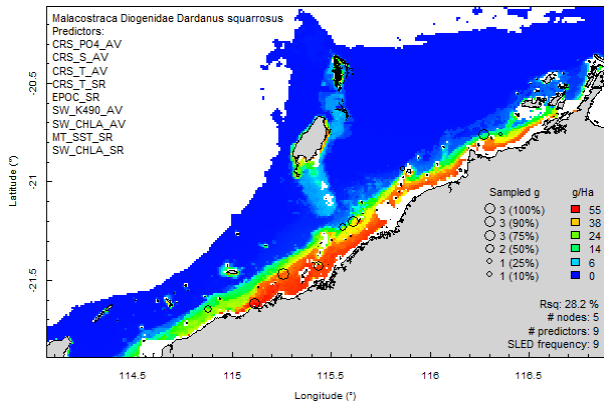 Malacostraca Diogenidae Dardanus squarrosus
Predictors:
CRS_PO4_AV
CRS_S_AV
CRS_T_AV
CRS_T_SR
EPOC_SR
SW_K490_AV
SW_CHLA_AV
MT_SST_SR
SW_CHLA_SR
-20.5
-21
-21.5
Latitude (°)
Sampled g g/Ha
3 (100%) 55
3 (90%) 38
3 (75%) 24
2 (50%) 14
1 (25%) 6
1 (10%) 0
Rsq: 28.2 %
# nodes: 5
# predictors: 9
SLED frequency: 9
114.5 115 115.5 116 116.5
Longitude (°)